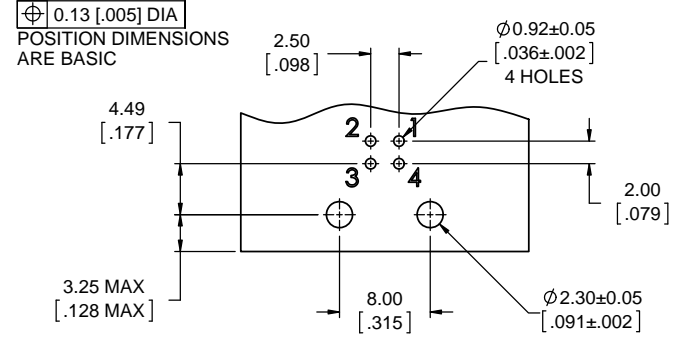 ⌖ 0.13 [.005] DIA
POSITION DIMENSIONS
ARE BASIC
2.50
[.098]
Ø0.92±0.05
[.036±.002]
4 HOLES
4.49
[.177]
2 1
3 4
2.00
[.079]
3.25 MAX
[.128 MAX]
8.00
[.315]
Ø2.30±0.05
[.091±.002]